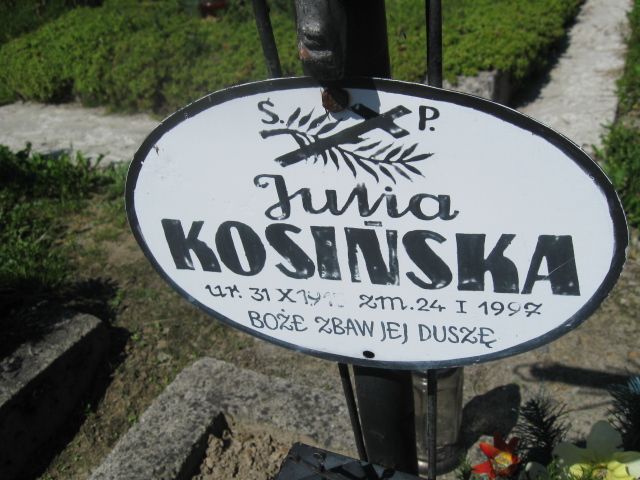 Ś. P.
Julia
KOSIŃSKA
ur. 31 X zm. 24 I 1997
BOŻE ZBAW JEJ DUSZĘ